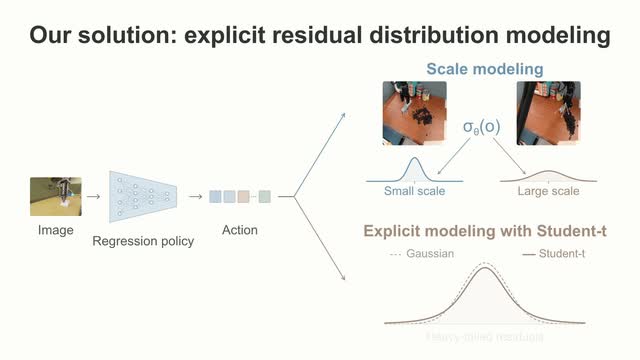 Our solution: explicit residual distribution modeling
Scale modeling
σθ(o)
Small scale
Large scale
Image
Regression policy
Action
Explicit modeling with Student-t
Gaussian
Student-t
Heavy-tailed residuals